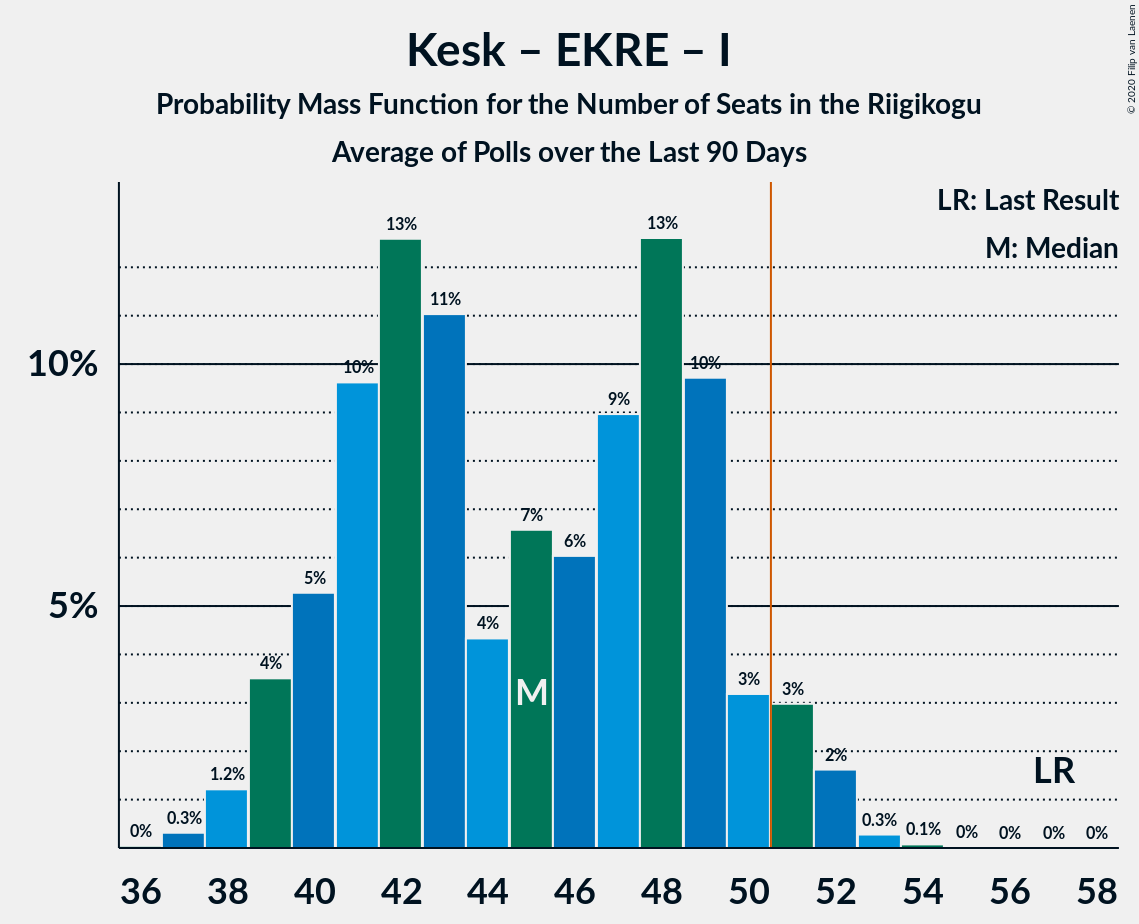 Kesk – EKRE – I
Probability Mass Function for the Number of Seats in the Riigikogu
Average of Polls over the Last 90 Days
© 2020 Filip van Laenen
LR: Last Result
M: Median
10%
5%
0%
0.3%
1.2%
4%
5%
10%
13%
11%
4%
7%
6%
9%
13%
10%
3%
3%
2%
0.3%
0.1%
0%
0%
0%
0%
M
LR
36 38 40 42 44 46 48 50 52 54 56 58